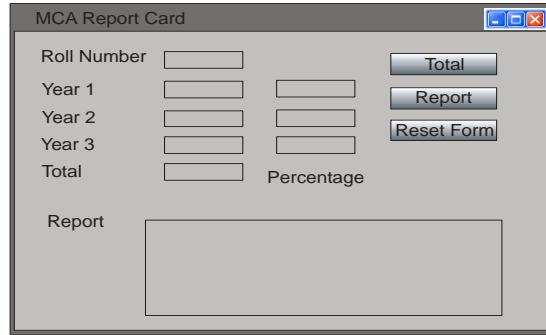 MCA Report Card
Roll Number
Total
Year 1
Report
Year 2
Reset Form
Year 3
Total
Percentage
Report